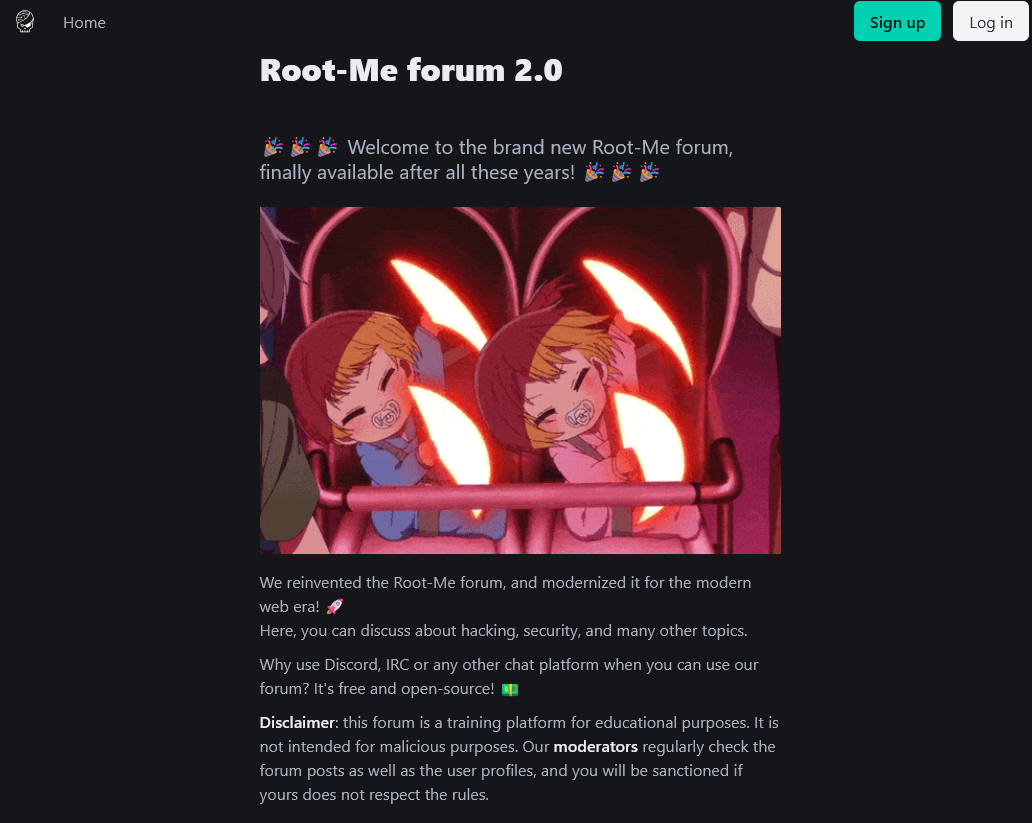 Home
Sign up
Log in
Root-Me forum 2.0
🎉 🎉 🎉 Welcome to the brand new Root-Me forum,
finally available after all these years! 🎉 🎉 🎉
We reinvented the Root-Me forum, and modernized it for the modern
web era! 🚀
Here, you can discuss about hacking, security, and many other topics.
Why use Discord, IRC or any other chat platform when you can use our
forum? It's free and open-source! 💵
Disclaimer: this forum is a training platform for educational purposes. It is
not intended for malicious purposes. Our moderators regularly check the
forum posts as well as the user profiles, and you will be sanctioned if
yours does not respect the rules.